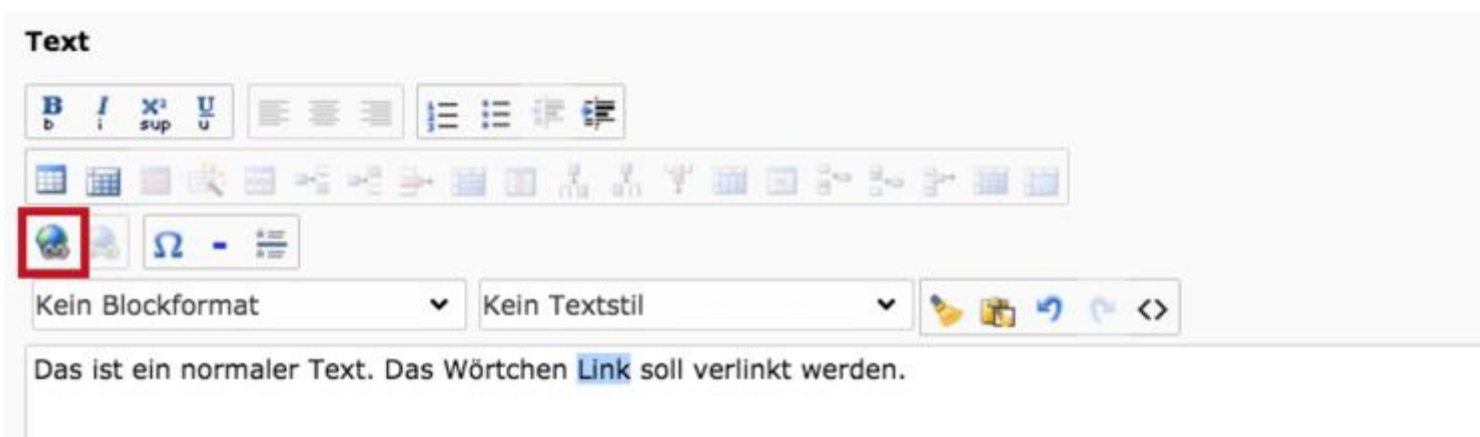 Text
B I X² U
b i sup u
Ω -
Kein Blockformat Kein Textstil <>
Das ist ein normaler Text. Das Wörtchen Link soll verlinkt werden.